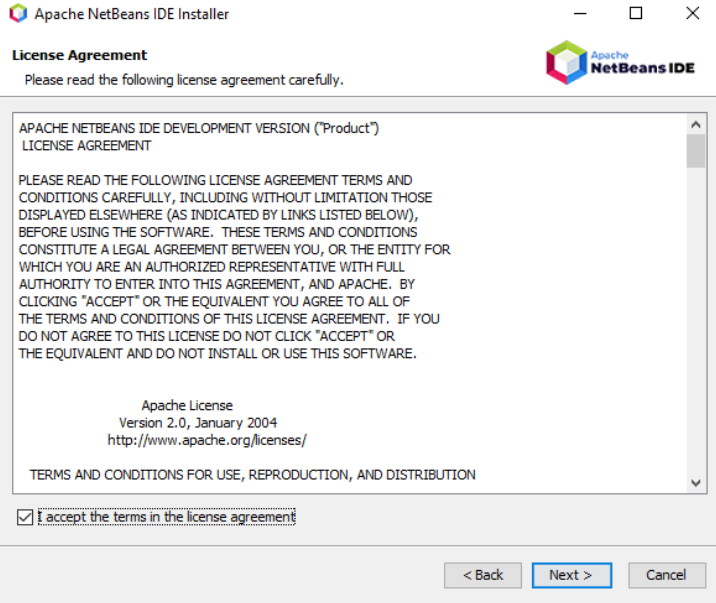 Apache NetBeans IDE Installer
License Agreement
Please read the following license agreement carefully.
Apache
NetBeans IDE
APACHE NETBEANS IDE DEVELOPMENT VERSION ("Product")
LICENSE AGREEMENT
PLEASE READ THE FOLLOWING LICENSE AGREEMENT TERMS AND
CONDITIONS CAREFULLY, INCLUDING WITHOUT LIMITATION THOSE
DISPLAYED ELSEWHERE (AS INDICATED BY LINKS LISTED BELOW),
BEFORE USING THE SOFTWARE.  THESE TERMS AND CONDITIONS
CONSTITUTE A LEGAL AGREEMENT BETWEEN YOU, OR THE ENTITY FOR
WHICH YOU ARE AN AUTHORIZED REPRESENTATIVE WITH FULL
AUTHORITY TO ENTER INTO THIS AGREEMENT, AND APACHE.  BY
CLICKING "ACCEPT" OR THE EQUIVALENT YOU AGREE TO ALL OF
THE TERMS AND CONDITIONS OF THIS LICENSE AGREEMENT.  IF YOU
DO NOT AGREE TO THIS LICENSE DO NOT CLICK "ACCEPT" OR
THE EQUIVALENT AND DO NOT INSTALL OR USE THIS SOFTWARE.
Apache License
Version 2.0, January 2004
http://www.apache.org/licenses/
TERMS AND CONDITIONS FOR USE, REPRODUCTION, AND DISTRIBUTION
I accept the terms in the license agreement
< Back
Next >
Cancel